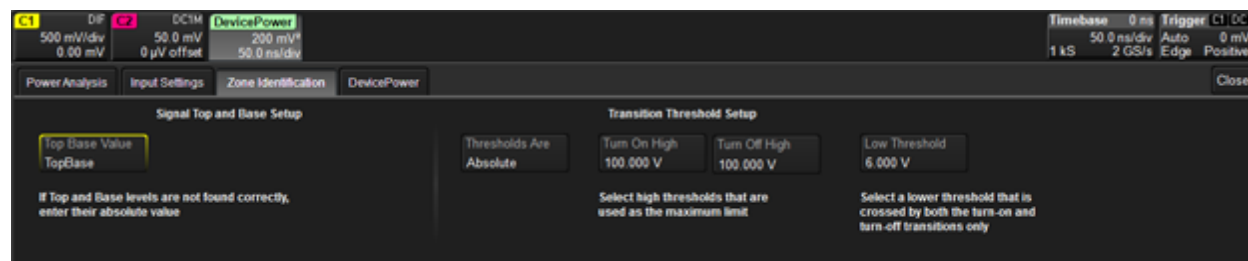 C1 DIF C2 DC1M DevicePower Timebase 0 ns Trigger C1 DC
500 mV/div 50.0 mV 200 mV* 50.0 ns/div Auto 0 mV
0.00 mV 0 µV offset 50.0 ns/div 1 kS 2 GS/s Edge Positive
Power Analysis Input Settings Zone Identification DevicePower Close
Signal Top and Base Setup Transition Threshold Setup
Top Base Value Thresholds Are Turn On High Turn Off High Low Threshold
TopBase Absolute 100.000 V 100.000 V 6.000 V
If Top and Base levels are not found correctly,
enter their absolute value
Select high thresholds that are
used as the maximum limit
Select a lower threshold that is
crossed by both the turn-on and
turn-off transitions only